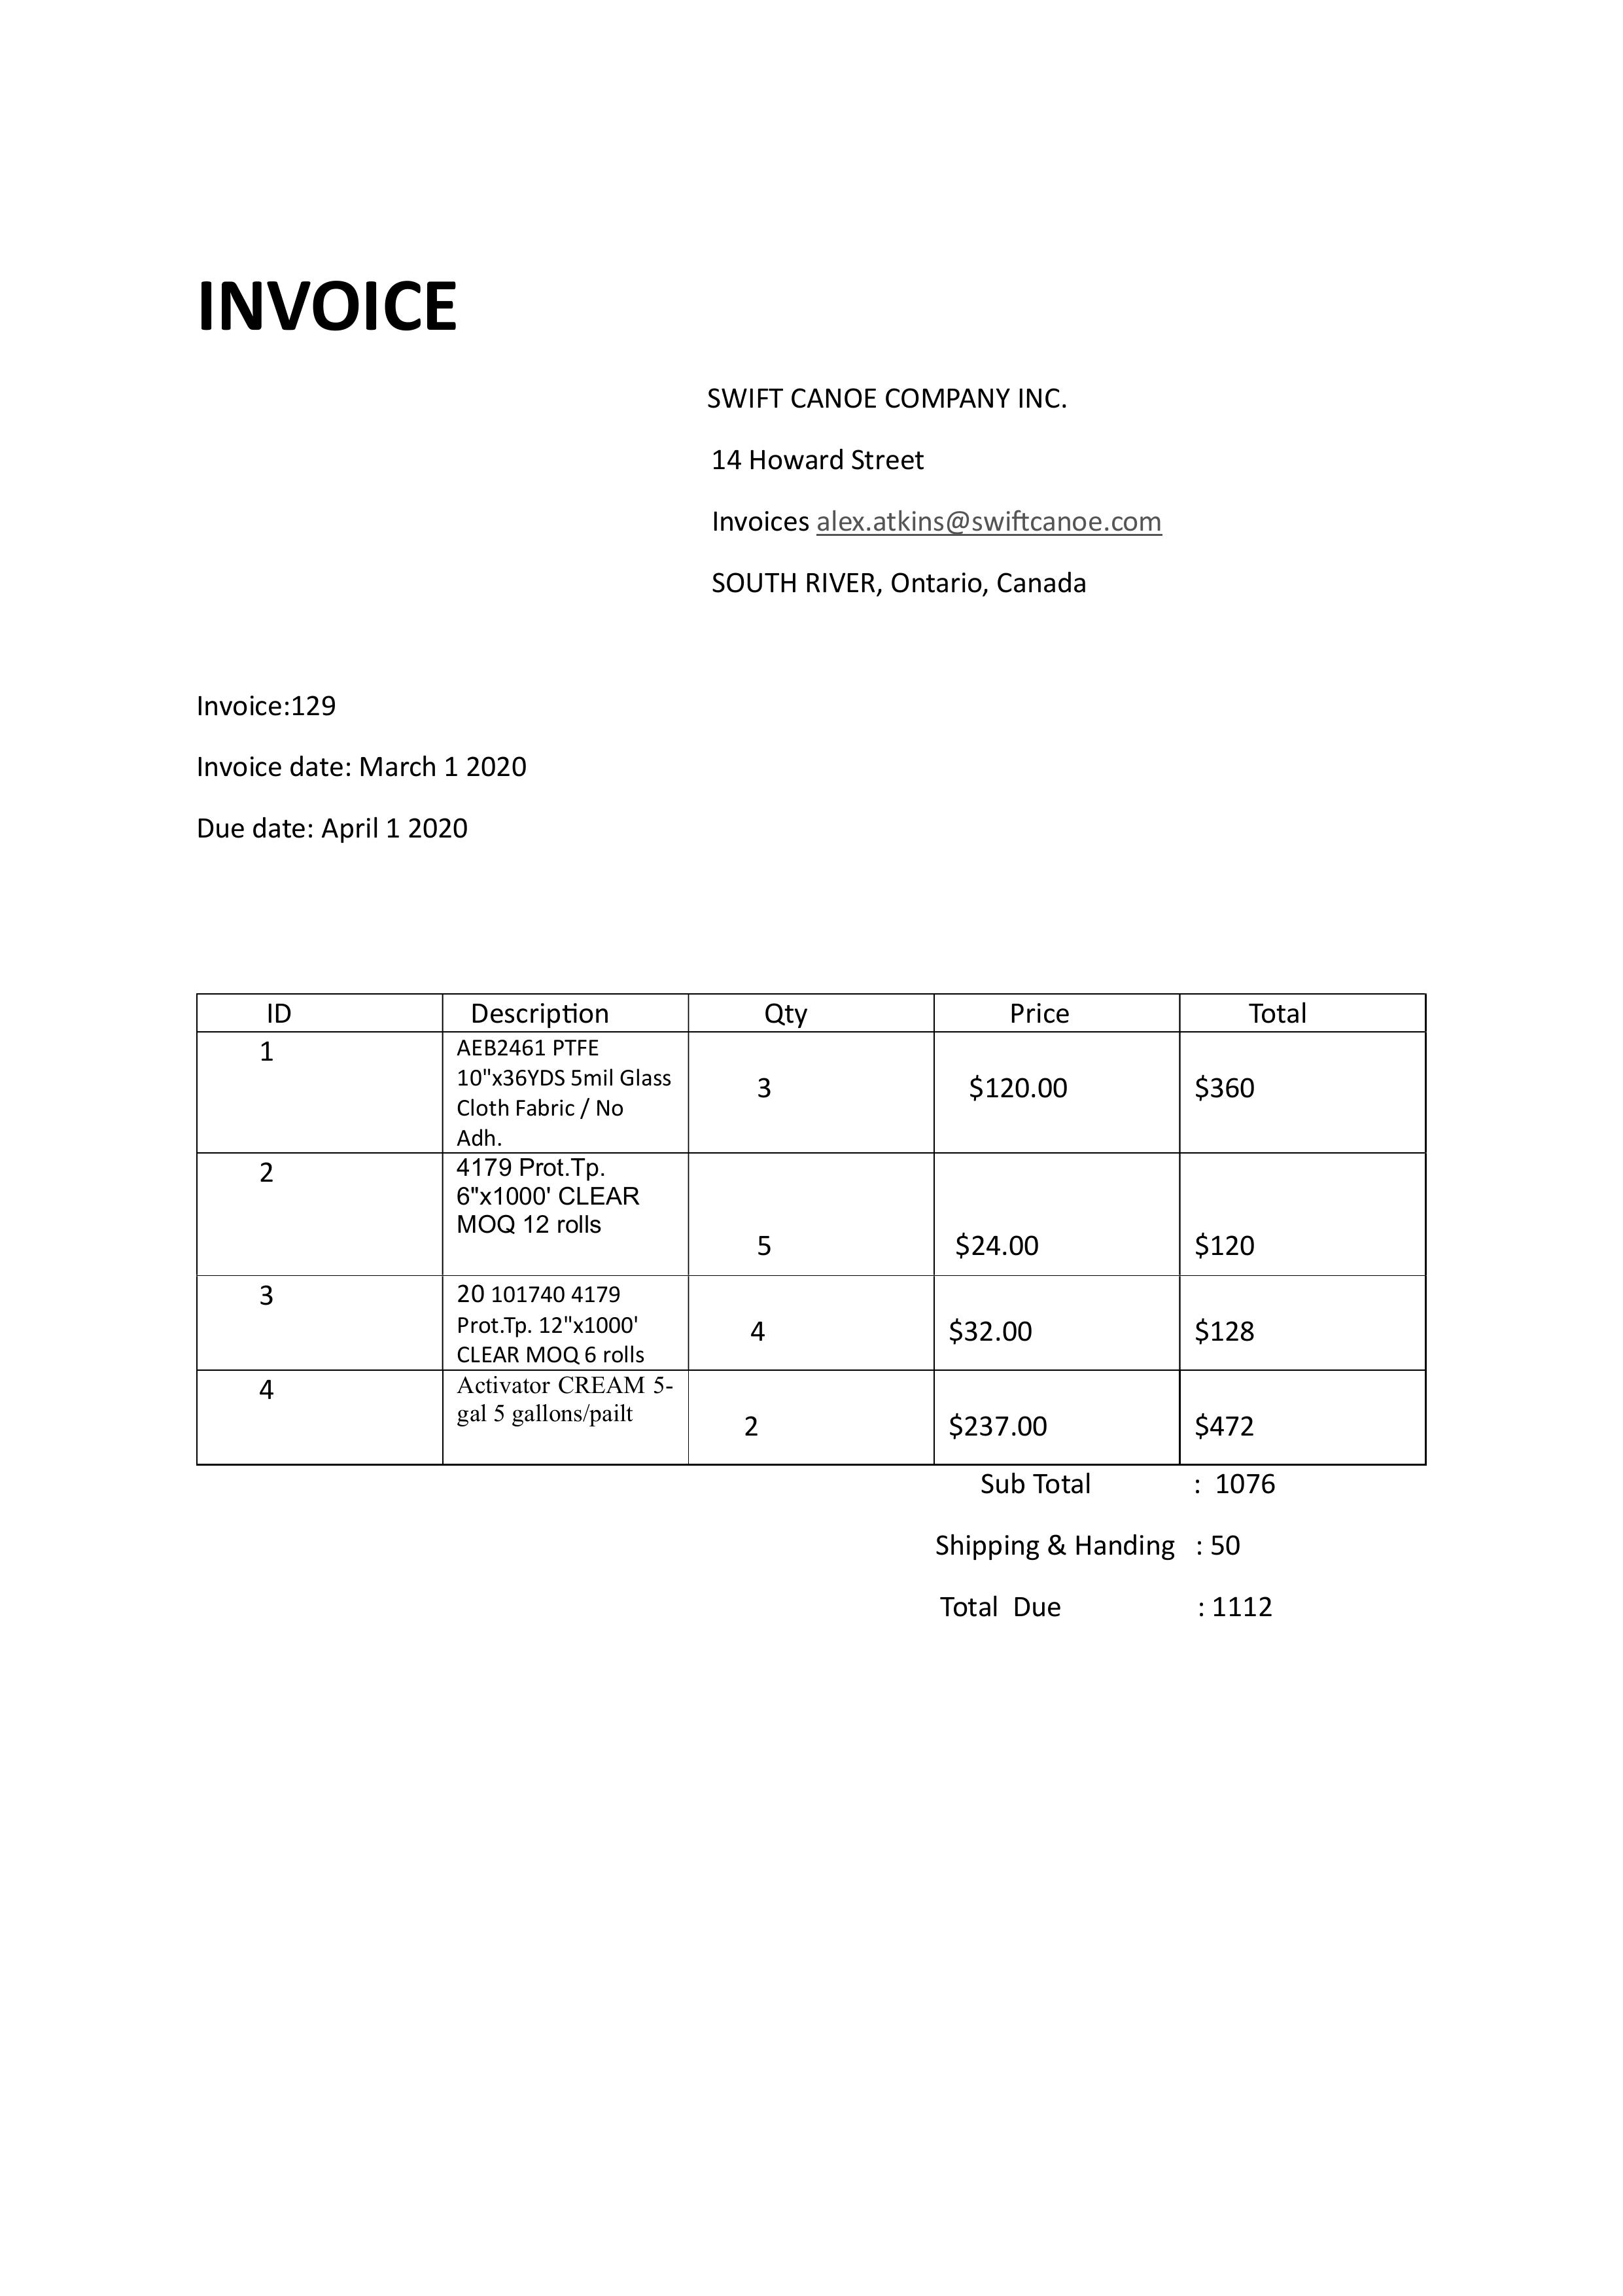 INVOICE
SWIFT CANOE COMPANY INC.
14 Howard Street
Invoices alex.atkins@swiftcanoe.com
SOUTH RIVER, Ontario, Canada
Invoice:129
Invoice date: March 1 2020
Due date: April 1 2020
ID Description Qty Price Total
1 AEB2461 PTFE
10"x36YDS 5mil Glass
Cloth Fabric / No
Adh.
3 $120.00 $360
2 4179 Prot.Tp.
6"x1000' CLEAR
MOQ 12 rolls
5 $24.00 $120
3 20 101740 4179
Prot.Tp. 12"x1000'
CLEAR MOQ 6 rolls
4 $32.00 $128
4 Activator CREAM 5-
gal 5 gallons/pailt
2 $237.00 $472
Sub Total : 1076
Shipping & Handing : 50
Total Due : 1112